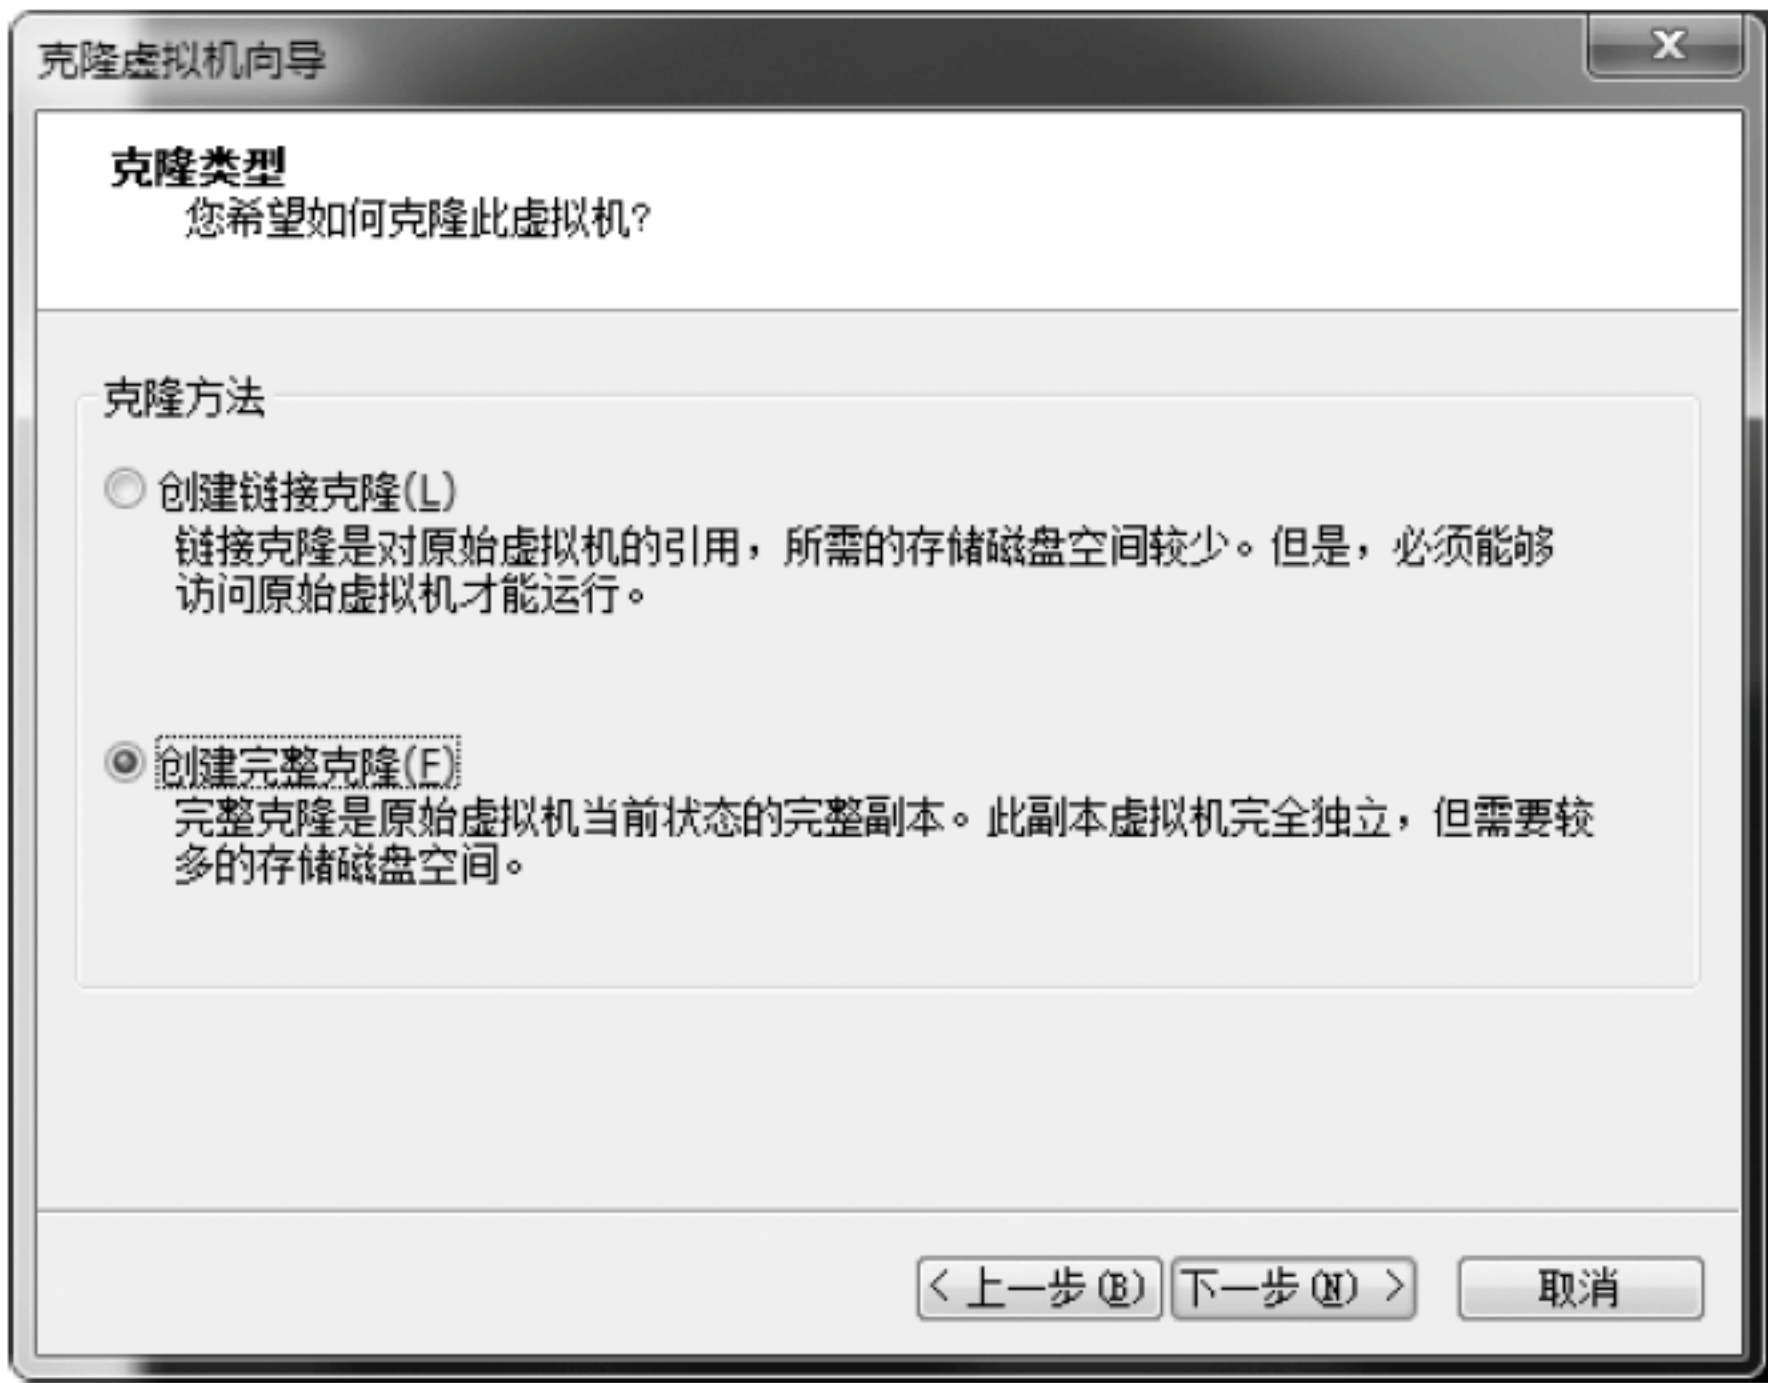 克隆虚拟机向导
克隆类型
您希望如何克隆此虚拟机?
克隆方法
创建链接克隆(L)
链接克隆是对原始虚拟机的引用，所需的存储磁盘空间较少。但是，必须能够
访问原始虚拟机才能运行。
创建完整克隆(F)
完整克隆是原始虚拟机当前状态的完整副本。此副本虚拟机完全独立，但需要较
多的存储磁盘空间。
< 上一步(B)
下一步(N) >
取消